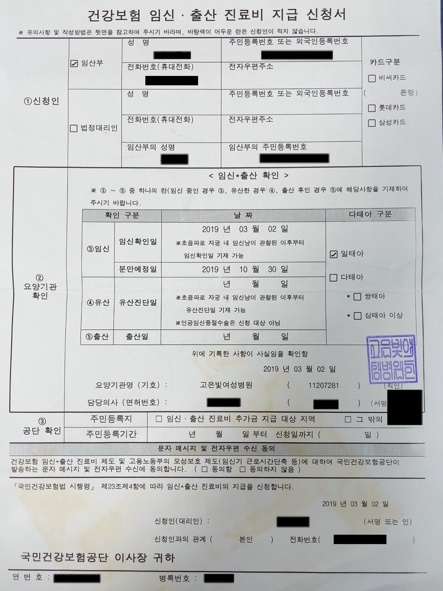 건강보험 임신 · 출산 진료비 지급 신청서
※ 유의사항 및 작성방법은 뒷면을 참고하여 주시기 바라며, 바탕색이 어두운 란은 신청인이 적지 않습니다.
①신청인
☑ 임산부
성 명
주민등록번호 또는 외국인등록번호
전화번호(휴대전화)
전자우편주소
□ 법정대리인
성 명
주민등록번호 또는 외국인등록번호
전화번호(휴대전화)
전자우편주소
임산부의 성명
임산부의 주민등록번호
카드구분
□ 비씨카드
( 은행)
□ 롯데카드
□ 삼성카드
②
요양기관
확인
< 임신•출산 확인 >
※ ③ ~ ⑤ 중 하나의 란(임신 중인 경우 ③, 유산한 경우 ④, 출산 후인 경우 ⑤에 해당사항을 기재하여
주시기 바랍니다.
확인 구분
날 짜
다태아 구분
③임신
임신확인일
2019 년 03 월 02 일
※초음파로 자궁 내 임신낭이 관찰된 이후부터
임신확인일 기재 가능
분만예정일
2019 년 10 월 30 일
④유산
유산진단일
년 월 일
※초음파로 자궁 내 임신낭이 관찰된 이후부터
유산진단일 기재 가능
※인공임신중절수술은 신청 대상 아님
⑤출산
출산일
년 월 일
☑ 일태아
□ 다태아
• □ 쌍태아
• □ 삼태아 이상
위에 기록한 사항이 사실임을 확인함
2019 년 03 월 02 일
요양기관명 (기호) : 고은빛여성병원 ( 11207281 ) (직인)
담당의사 (면허번호) : ( ) (서명
③
공단 확인
주민등록지
□ 임신 · 출산 진료비 추가금 지급 대상 지역
□ 그 밖의
주민등록기간
년 월 일 부터 신청일까지 ( 일 )
문자 메시지 및 전자우편 수신 동의
건강보험 임신•출산 진료비 제도 및 고용노동부의 모성보호 제도(임신기 근로시간단축 등)에 대하여 국민건강보험공단이
발송하는 문자 메시지 및 전자우편 수신에 동의합니다. ( □ 동의함 □ 동의하지 않음 )
「국민건강보험법 시행령」 제23조제4항에 따라 임신•출산 진료비 지급을 신청합니다.
2019 년 03 월 02 일
신청인(대리인) : (서명 또는 인)
신청인과의 관계 ( 본인 ) 전화번호( )
국민건강보험공단 이사장 귀하
연 번 호 :
병록번호 :